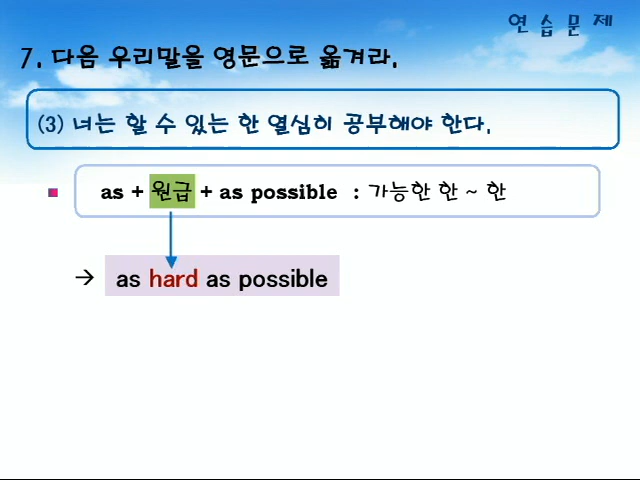 연 습 문 제
7. 다음 우리말을 영문으로 옮겨라.
(3) 너는 할 수 있는 한 열심히 공부해야 한다.
as + 원급 + as possible : 가능한 한 ~ 한
→ as hard as possible